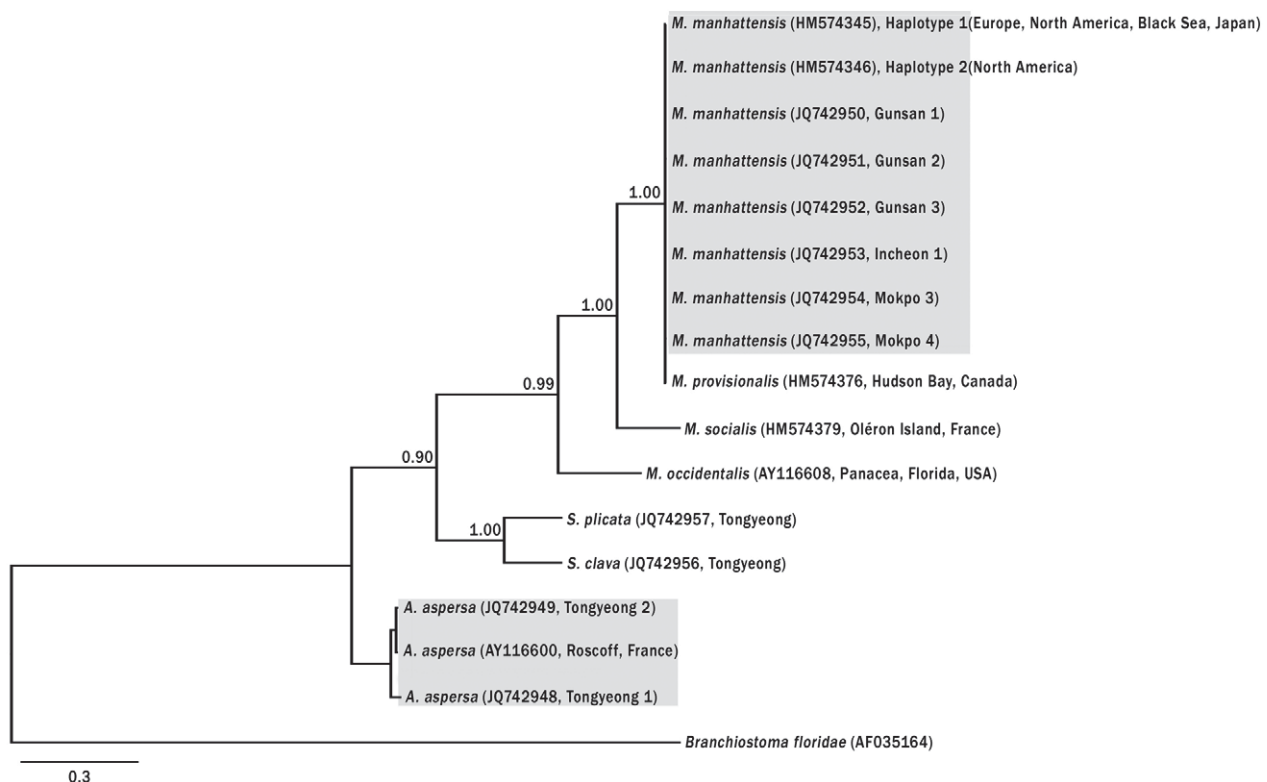 M. manhattensis (HM574345), Haplotype 1(Europe, North America, Black Sea, Japan)
M. manhattensis (HM574346), Haplotype 2(North America)
M. manhattensis (JQ742950, Gunsan 1)
M. manhattensis (JQ742951, Gunsan 2)
1.00
M. manhattensis (JQ742952, Gunsan 3)
M. manhattensis (JQ742953, Incheon 1)
1.00
M. manhattensis (JQ742954, Mokpo 3)
M. manhattensis (JQ742955, Mokpo 4)
0.99
M. provisionalis (HM574376, Hudson Bay, Canada)
M. socialis (HM574379, Oléron Island, France)
0.90
M. occidentalis (AY116608, Panacea, Florida, USA)
S. plicata (JQ742957, Tongyeong)
1.00
S. clava (JQ742956, Tongyeong)
A. aspersa (JQ742949, Tongyeong 2)
A. aspersa (AY116600, Roscoff, France)
A. aspersa (JQ742948, Tongyeong 1)
Branchiostoma floridae (AF035164)
0.3